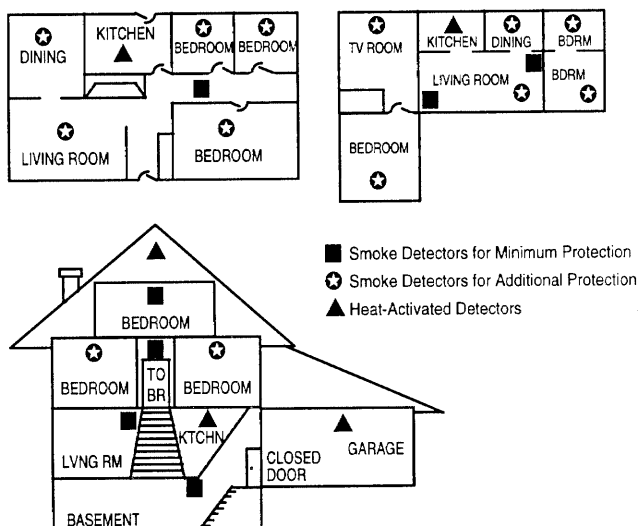 DINING
KITCHEN
BEDROOM
BEDROOM
LIVING ROOM
BEDROOM
TV ROOM
KITCHEN
DINING
BDRM
LIVING ROOM
BDRM
BEDROOM
Smoke Detectors for Minimum Protection
Smoke Detectors for Additional Protection
Heat-Activated Detectors
BEDROOM
BEDROOM
TO
BR
BEDROOM
LVNG RM
KTCHN
CLOSED
DOOR
GARAGE
BASEMENT